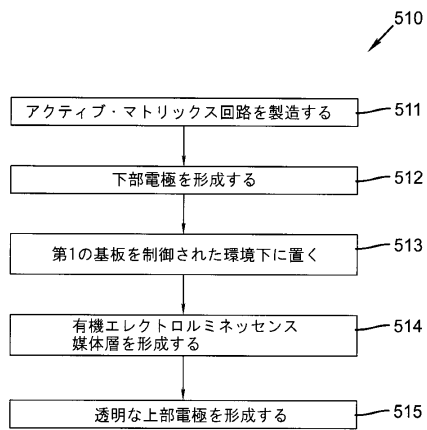 510
アクティブ・マトリックス回路を製造する
511
下部電極を形成する
512
第1の基板を制御された環境下に置く
513
有機エレクトロルミネッセンス
媒体層を形成する
514
透明な上部電極を形成する
515